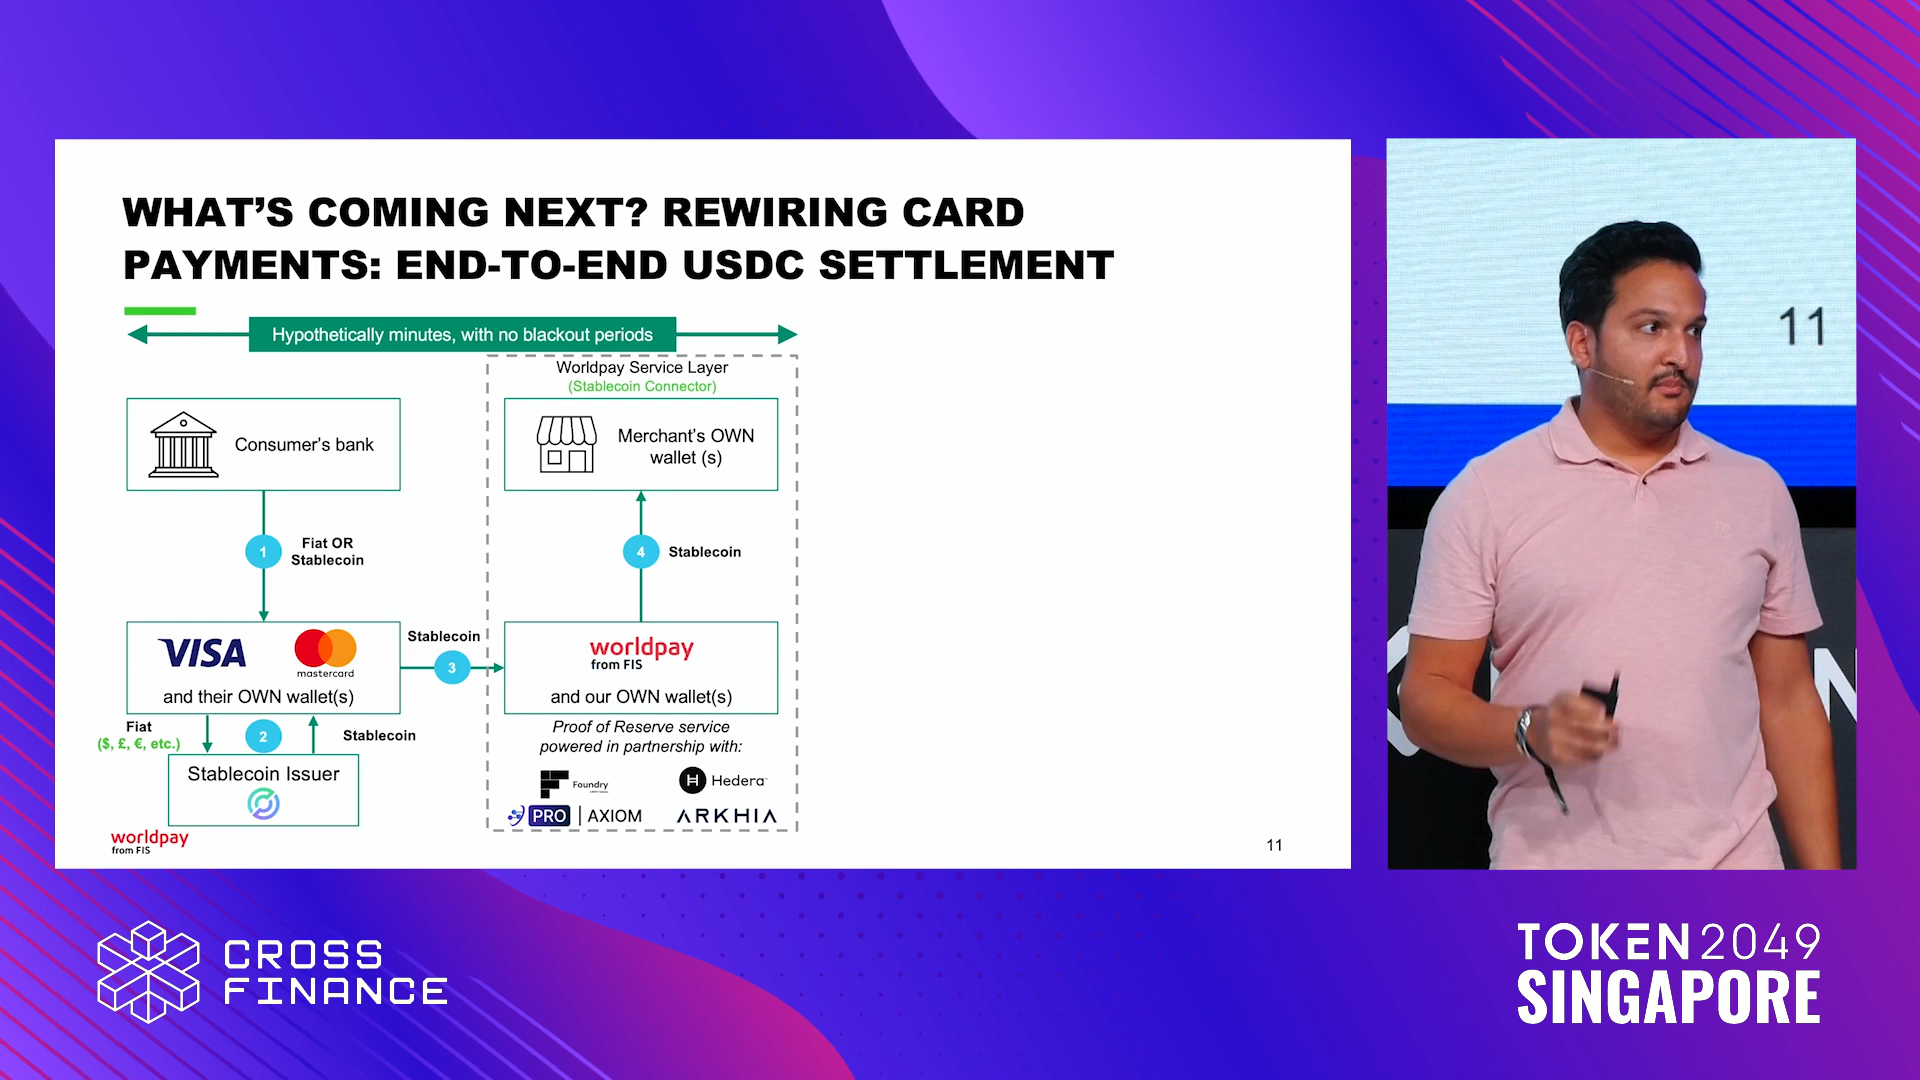 WHAT'S COMING NEXT? REWIRING CARD
PAYMENTS: END-TO-END USDC SETTLEMENT
Hypothetically minutes, with no blackout periods
Worldpay Service Layer
(Stablecoin Connector)
Consumer's bank
Merchant's OWN
wallet (s)
1
Fiat OR
Stablecoin
4
Stablecoin
VISA
mastercard
and their OWN wallet(s)
Stablecoin
3
worldpay
from FIS
and our OWN wallet(s)
Fiat
($, £, €, etc.)
2
Stablecoin
Stablecoin Issuer
Proof of Reserve service
powered in partnership with:
Foundry
H Hedera
PRO | AXIOM
ARKHIA
worldpay
from FIS
11
11
N
CROSS
FINANCE
TOKEN2049
SINGAPORE